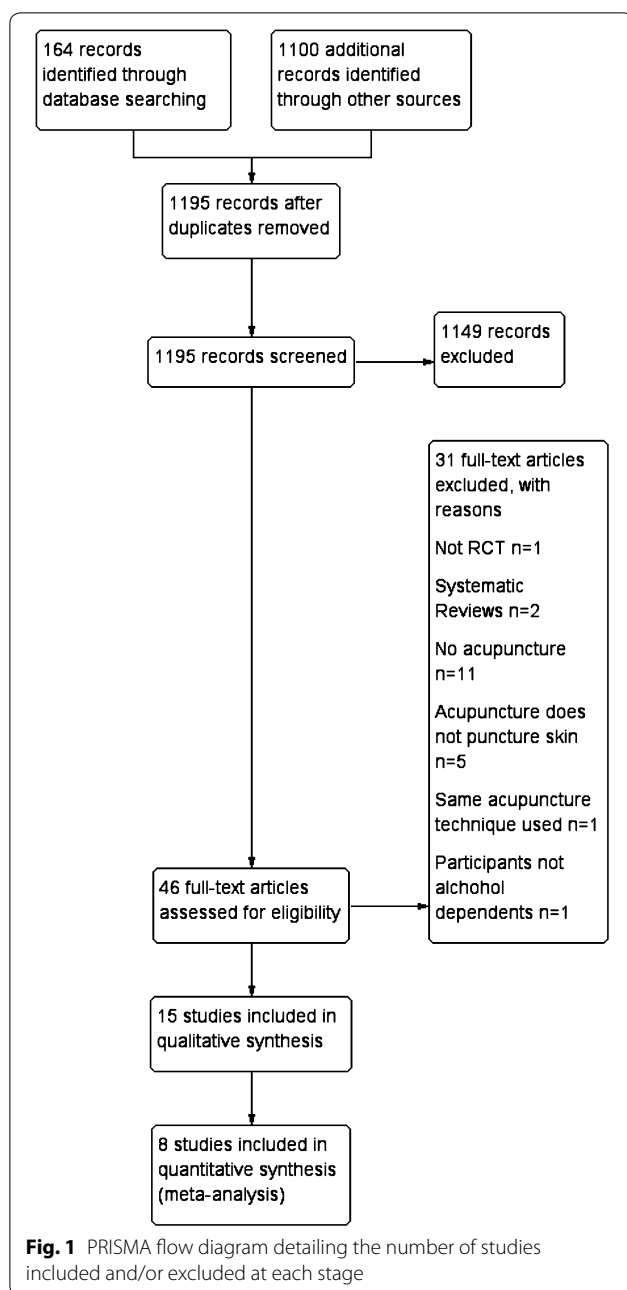 164 records
identified through
database searching
1100 additional
records identified
through other sources
1195 records after
duplicates removed
1195 records screened
1149 records
excluded
31 full-text articles
excluded, with
reasons
Not RCT n=1
Systematic
Reviews n=2
No acupuncture
n=11
Acupuncture does
not puncture skin
n=5
Same acupuncture
technique used n=1
Participants not
alchohol
dependents n=1
46 full-text articles
assessed for eligibility
15 studies included in
qualitative synthesis
8 studies included in
quantitative synthesis
(meta-analysis)
Fig. 1 PRISMA flow diagram detailing the number of studies
included and/or excluded at each stage